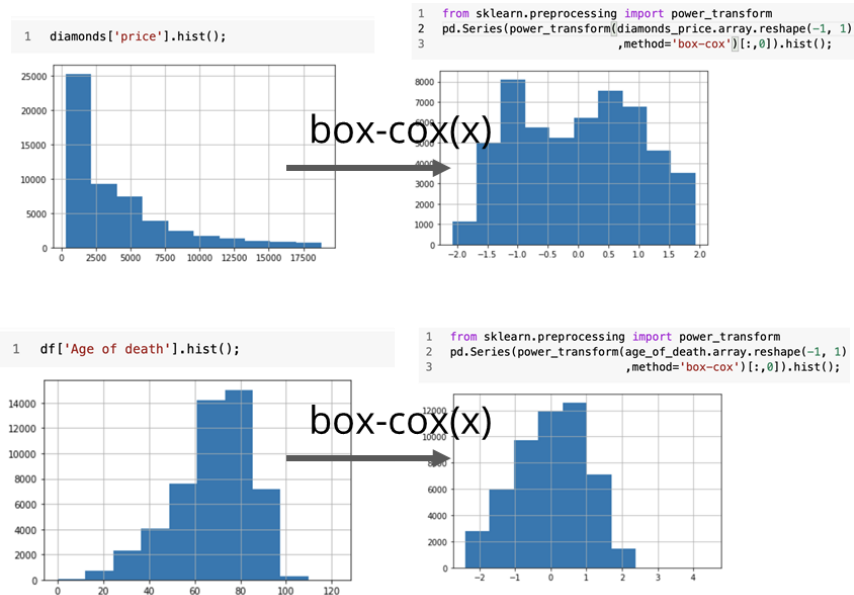 1 diamonds['price'].hist();
1 from sklearn.preprocessing import power_transform
2 pd.Series(power_transform(diamonds_price.array.reshape(-1, 1)
3 ,method='box-cox')[:,0]).hist();
25000
20000
15000
10000
5000
0
0 2500 5000 7500 10000 12500 15000 17500
box-cox(x)
8000
7000
6000
5000
4000
3000
2000
1000
0
−2.0 −1.5 −1.0 −0.5 0.0 0.5 1.0 1.5 2.0
1 df['Age of death'].hist();
1 from sklearn.preprocessing import power_transform
2 pd.Series(power_transform(age_of_death.array.reshape(-1, 1)
3 ,method='box-cox')[:,0]).hist();
14000
12000
10000
8000
6000
4000
2000
0
0 20 40 60 80 100 120
box-cox(x)
12000
10000
8000
6000
4000
2000
0
−2 −1 0 1 2 3 4